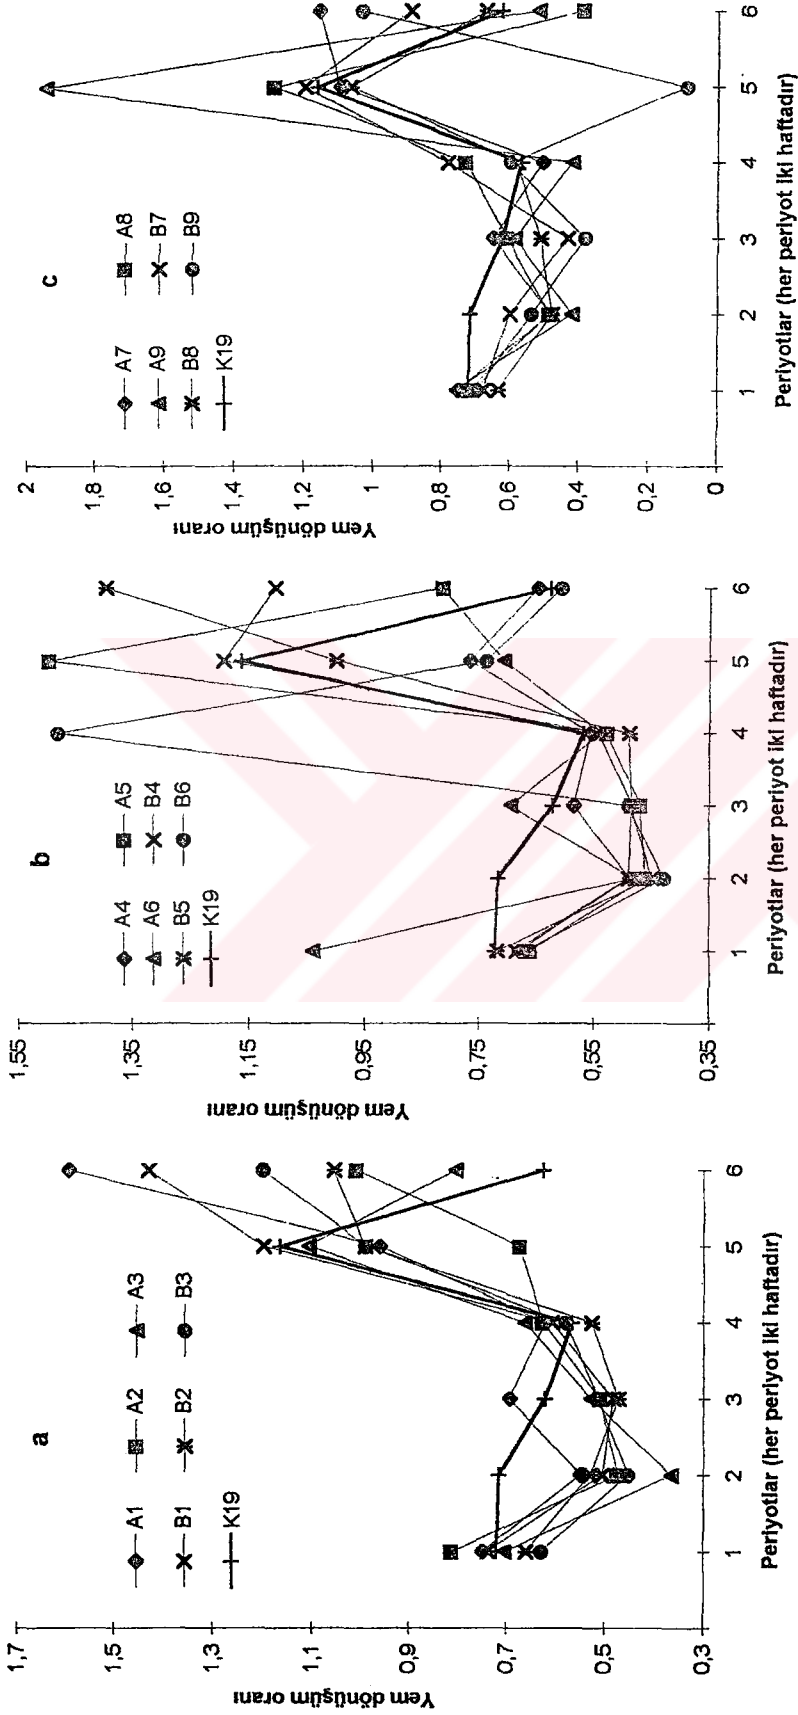 a
A1 A2 A3
B1 B2 B3
K19
Yem dönüşüm oranı
1,7
1,5
1,3
1,1
0,9
0,7
0,5
0,3
1 2 3 4 5 6
Periyotlar (her periyot iki haftadır)
b
A4 A5
A6 B4
B5 B6
K19
Yem dönüşüm oranı
1,55
1,35
1,15
0,95
0,75
0,55
0,35
1 2 3 4 5 6
Periyotlar (her periyot iki haftadır)
c
A7 A8
A9 B7
B8 B9
K19
Yem dönüşüm oranı
2
1,8
1,6
1,4
1,2
1
0,8
0,6
0,4
0,2
0
1 2 3 4 5 6
Periyotlar (her periyot iki haftadır)